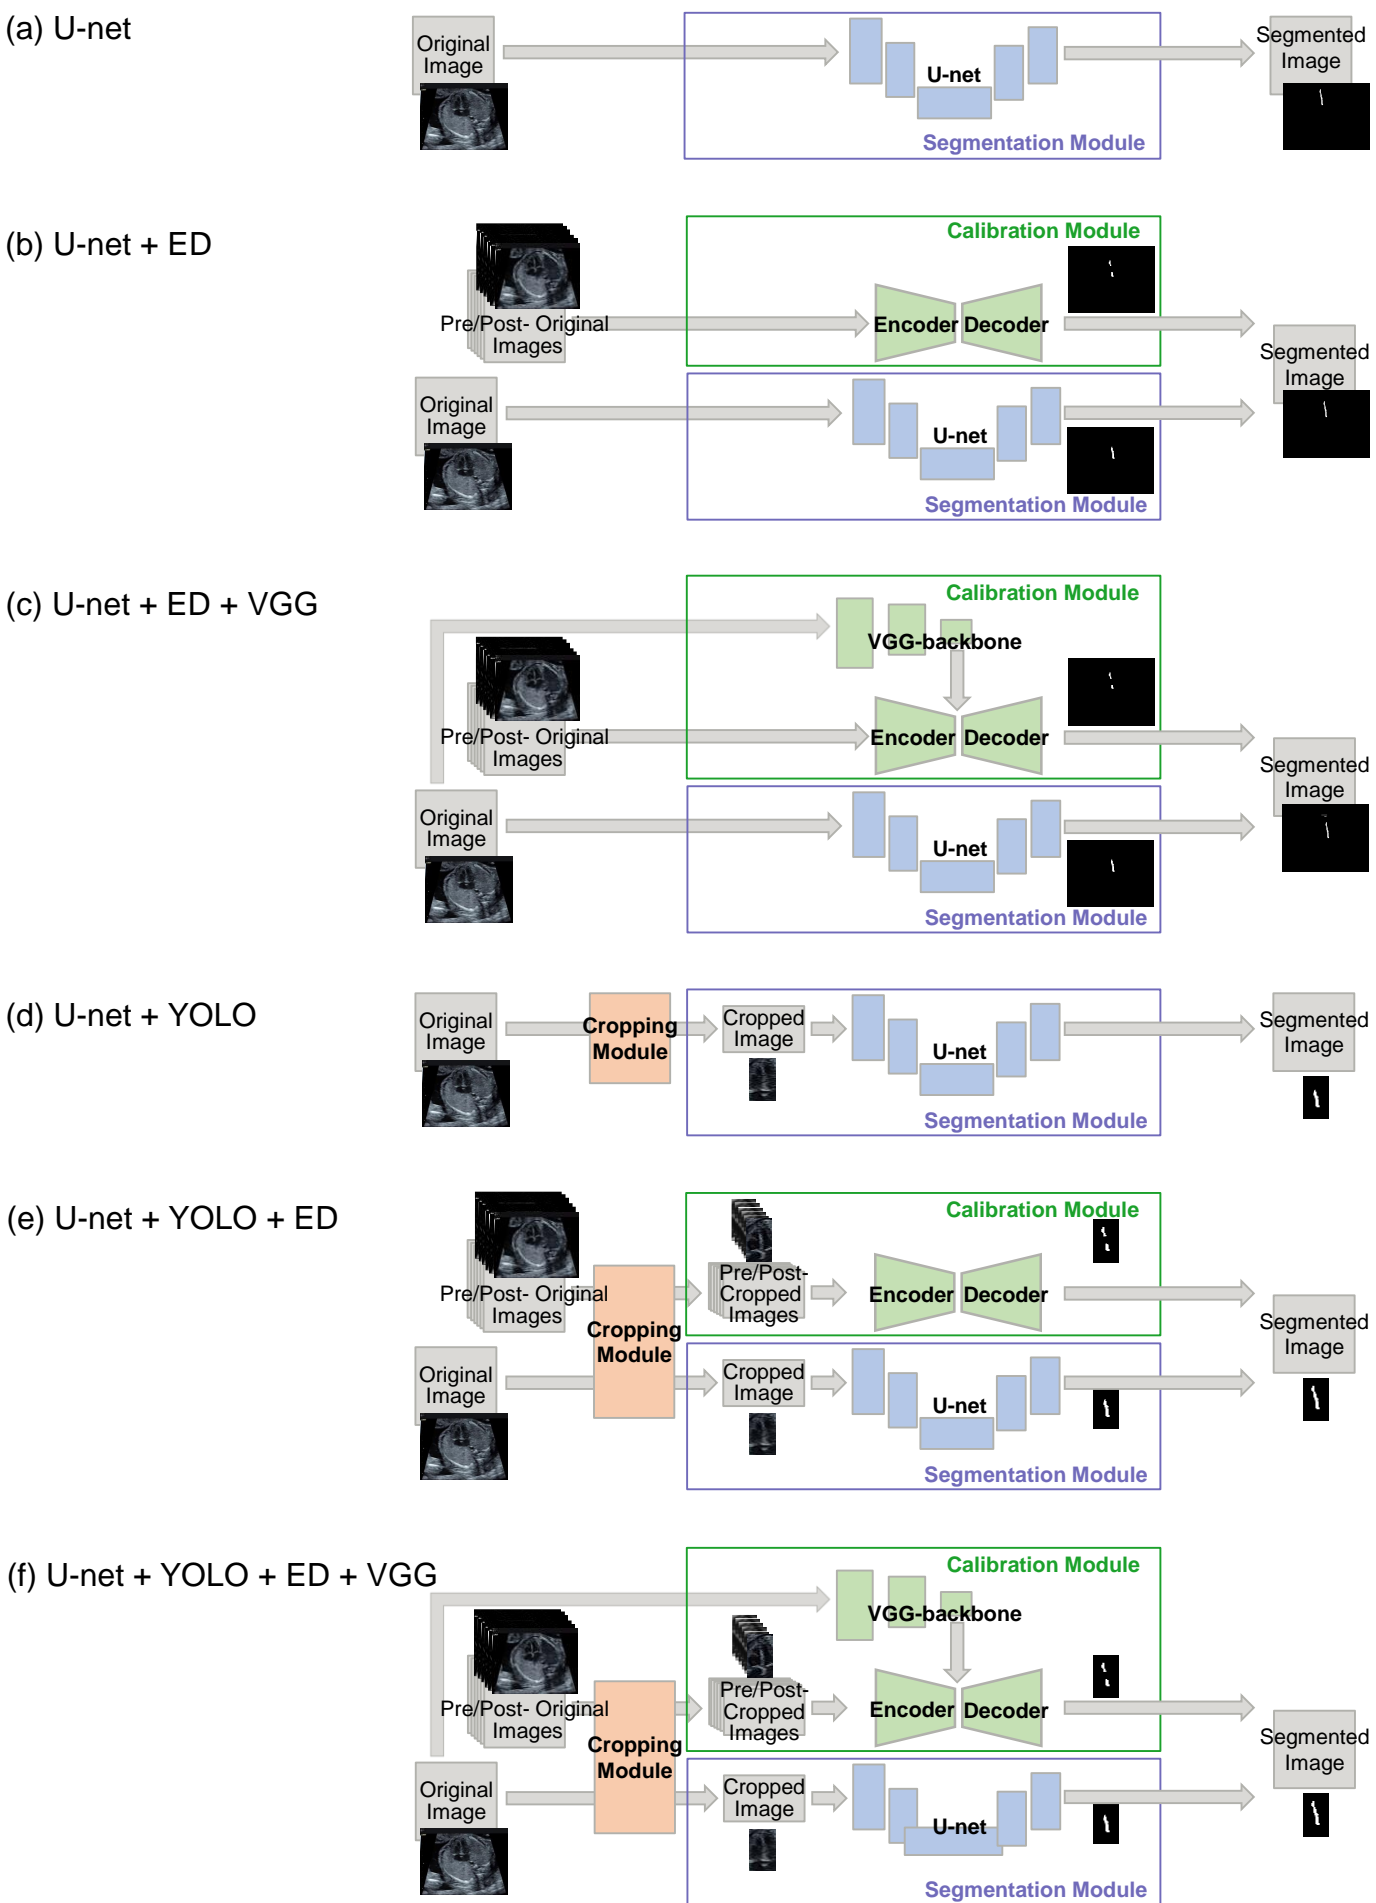 (a) U-net
Original
Image
U-net
Segmentation Module
Segmented
Image
(b) U-net + ED
Pre/Post- Original
Images
Calibration Module
Encoder Decoder
Original
Image
U-net
Segmentation Module
Segmented
Image
(c) U-net + ED + VGG
Calibration Module
VGG-backbone
Pre/Post- Original
Images
Encoder Decoder
Original
Image
U-net
Segmentation Module
Segmented
Image
(d) U-net + YOLO
Original
Image
Cropping
Module
Cropped
Image
U-net
Segmentation Module
Segmented
Image
(e) U-net + YOLO + ED
Pre/Post- Original
Images
Cropping
Module
Calibration Module
Pre/Post-
Cropped
Images
Encoder Decoder
Original
Image
Cropped
Image
U-net
Segmentation Module
Segmented
Image
(f) U-net + YOLO + ED + VGG
Calibration Module
VGG-backbone
Pre/Post- Original
Images
Cropping
Module
Pre/Post-
Cropped
Images
Encoder Decoder
Original
Image
Cropped
Image
U-net
Segmentation Module
Segmented
Image